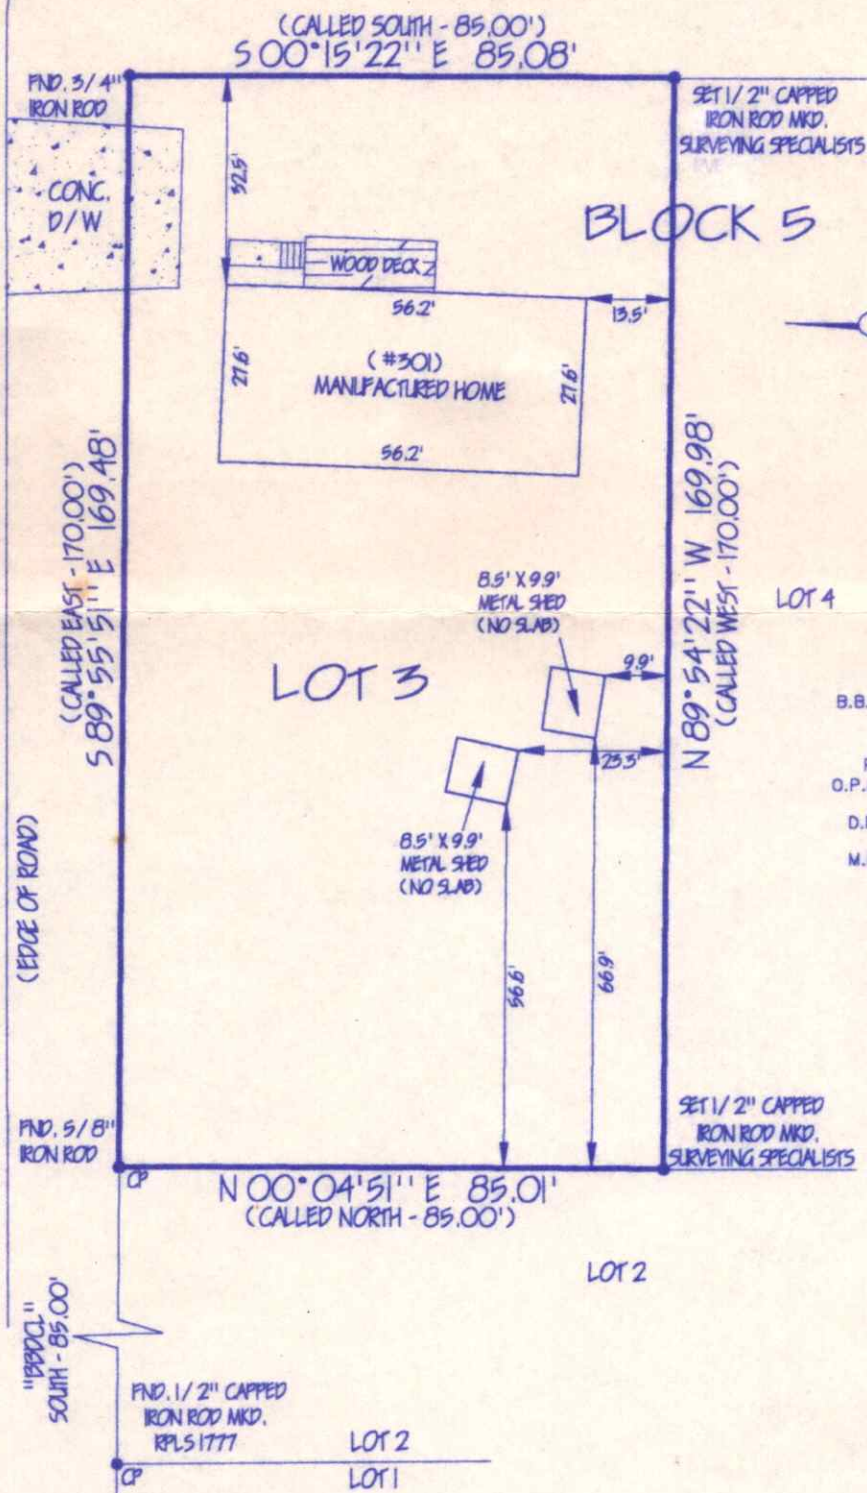 (CALLED SOUTH - 85.00')
S 00°15'22'' E 85.08'
FND. 3/4''
IRON ROD
SET 1/2'' CAPPED
IRON ROD MKD.
SURVEYING SPECIALISTS
CONC.
D/W
32.5'
BLOCK 5
WOOD DECK
56.2'
13.5'
(#301)
MANUFACTURED HOME
27.6'
27.6'
56.2'
(CALLED EAST - 170.00')
S 89°55'51'' E 169.48'
N 89°54'22'' W 169.98'
(CALLED WEST - 170.00')
8.5' X 9.9'
METAL SHED
(NO SLAB)
LOT 4
LOT 3
9.9'
B.B.
23.3'
O.P.
8.5' X 9.9'
METAL SHED
(NO SLAB)
M.
(EDGE OF ROAD)
56.6'
66.9'
FND. 5/8''
IRON ROD
SET 1/2'' CAPPED
IRON ROD MKD.
SURVEYING SPECIALISTS
CP
N 00°04'51'' E 85.01'
(CALLED NORTH - 85.00')
LOT 2
SOUTH - 85.00'
FND. 1/2'' CAPPED
IRON ROD MKD.
RPLS 1777
LOT 2
CP
LOT 1